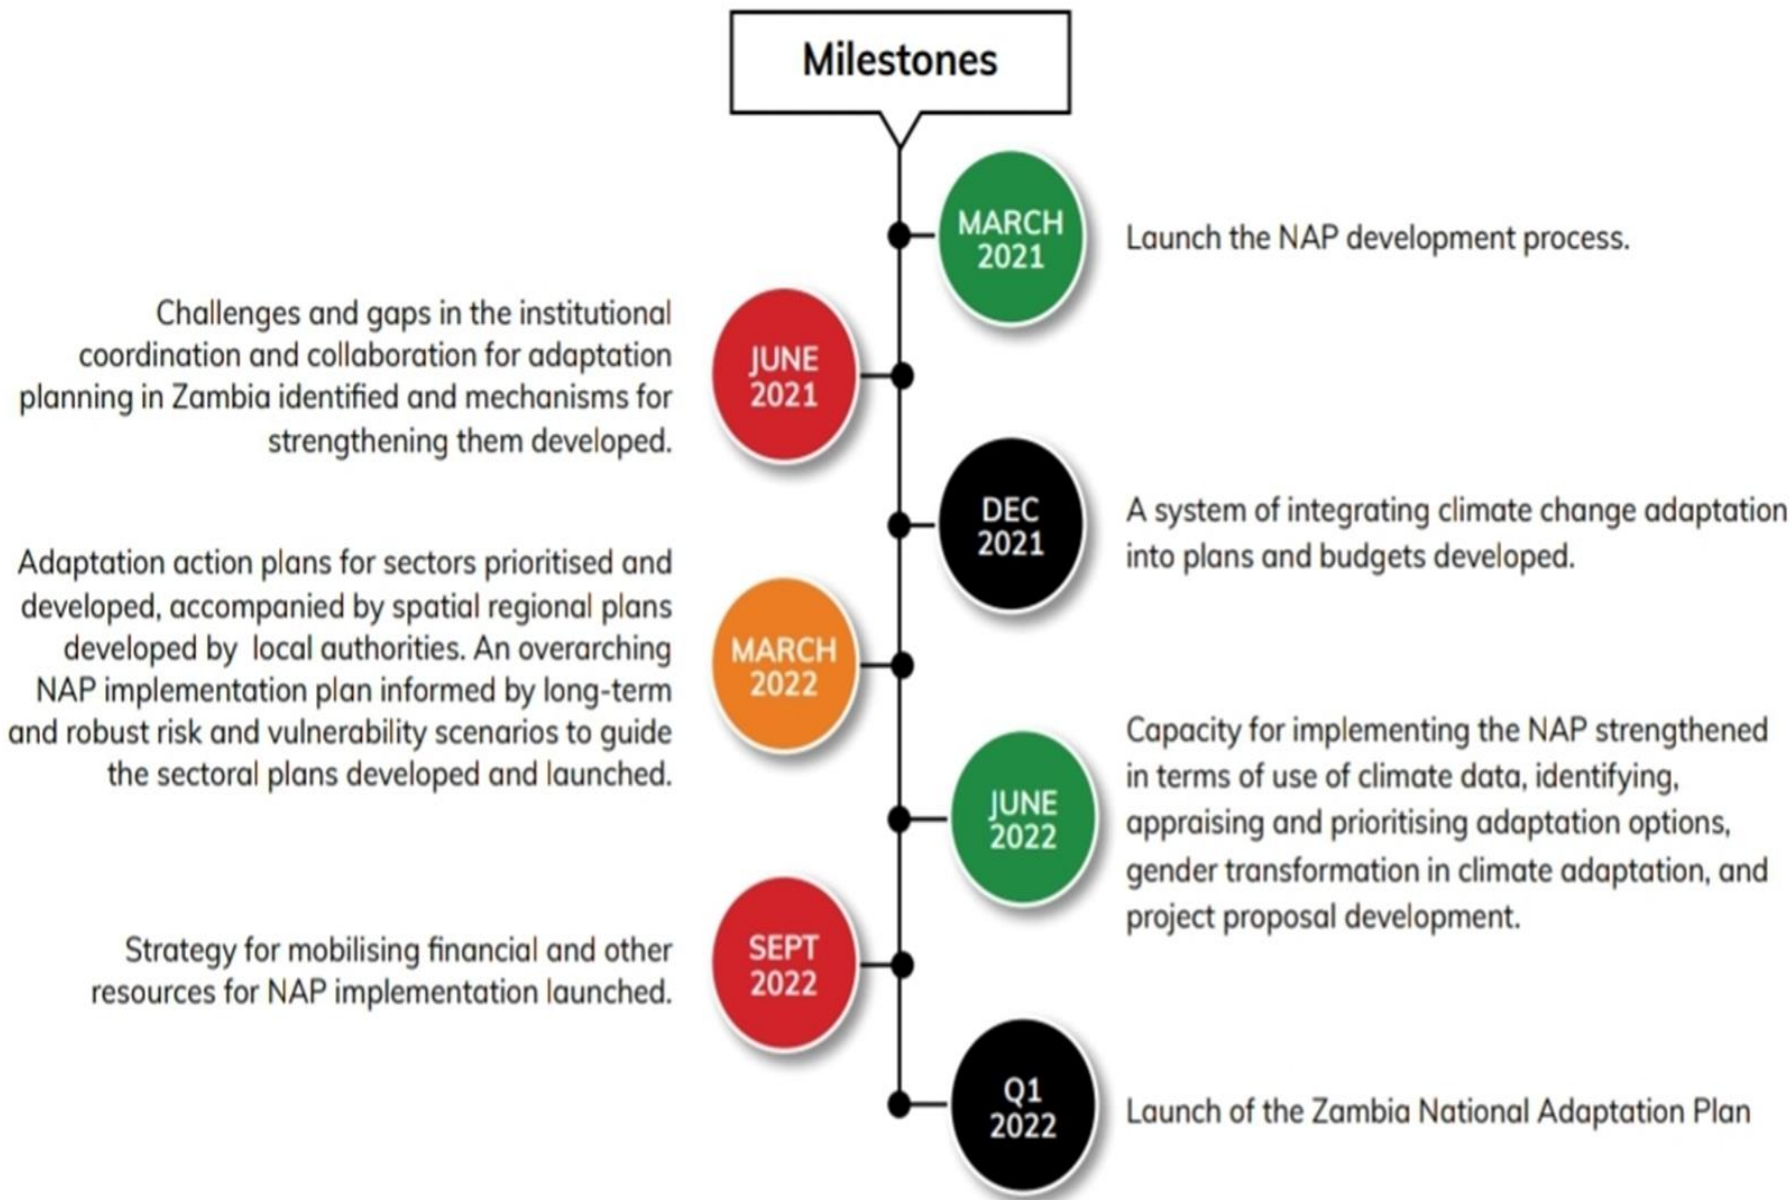 Milestones
MARCH
2021
Launch the NAP development process.
JUNE
2021
Challenges and gaps in the institutional
coordination and collaboration for adaptation
planning in Zambia identified and mechanisms for
strengthening them developed.
DEC
2021
A system of integrating climate change adaptation
into plans and budgets developed.
MARCH
2022
Adaptation action plans for sectors prioritised and
developed, accompanied by spatial regional plans
developed by local authorities. An overarching
NAP implementation plan informed by long-term
and robust risk and vulnerability scenarios to guide
the sectoral plans developed and launched.
JUNE
2022
Capacity for implementing the NAP strengthened
in terms of use of climate data, identifying,
appraising and prioritising adaptation options,
gender transformation in climate adaptation, and
project proposal development.
SEPT
2022
Strategy for mobilising financial and other
resources for NAP implementation launched.
Q1
2022
Launch of the Zambia National Adaptation Plan